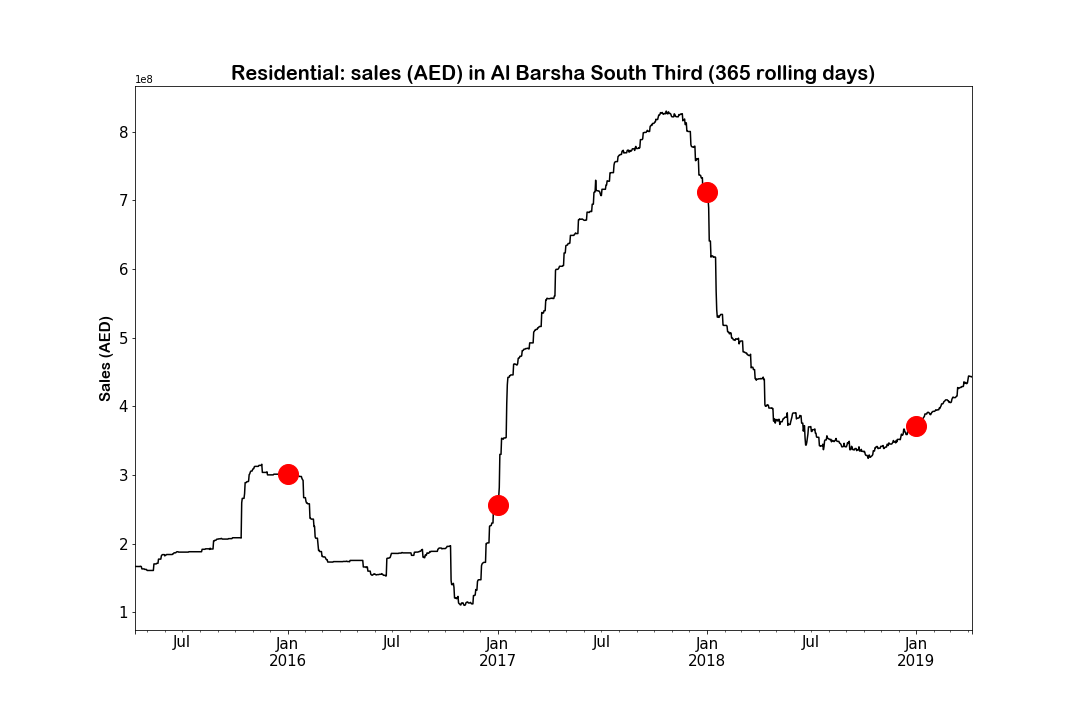 Residential: sales (AED) in Al Barsha South Third (365 rolling days)
1e8
8
7
6
5
4
3
2
1
Sales (AED)
Jul
Jan
2016
Jul
Jan
2017
Jul
Jan
2018
Jul
Jan
2019